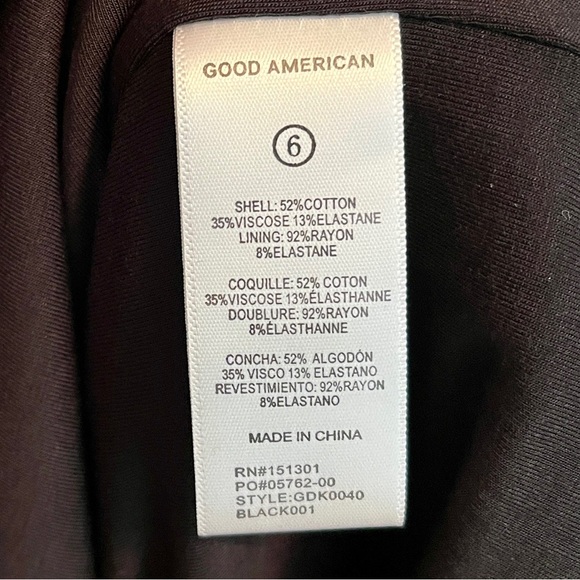 GOOD AMERICAN
6
SHELL: 52%COTTON
35%VISCOSE 13%ELASTANE
LINING: 92%RAYON
8%ELASTANE
COQUILLE: 52% COTON
35%VISCOSE 13%ÉLASTHANNE
DOUBLURE: 92%RAYON
8%ÉLASTHANNE
CONCHA: 52% ALGODÓN
35% VISCO 13% ELASTANO
REVESTIMIENTO: 92%RAYON
8%ELASTANO
MADE IN CHINA
RN#151301
PO#05762-00
STYLE:GDK0040
BLACK001